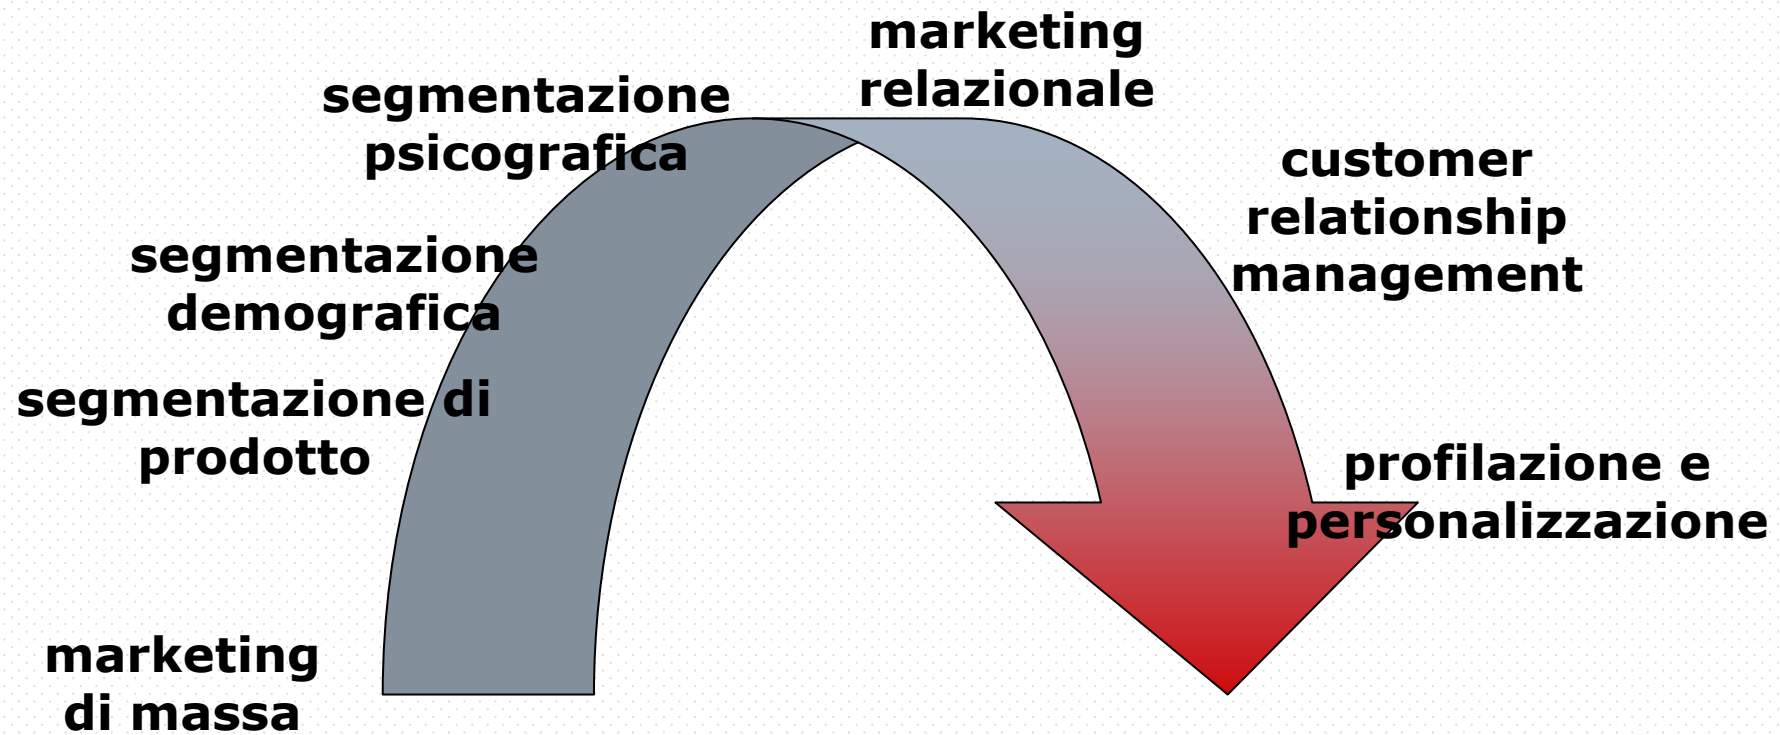 marketing
di massa
segmentazione di
prodotto
segmentazione
demografica
segmentazione
psicografica
marketing
relazionale
customer
relationship
management
profilazione e
personalizzazione